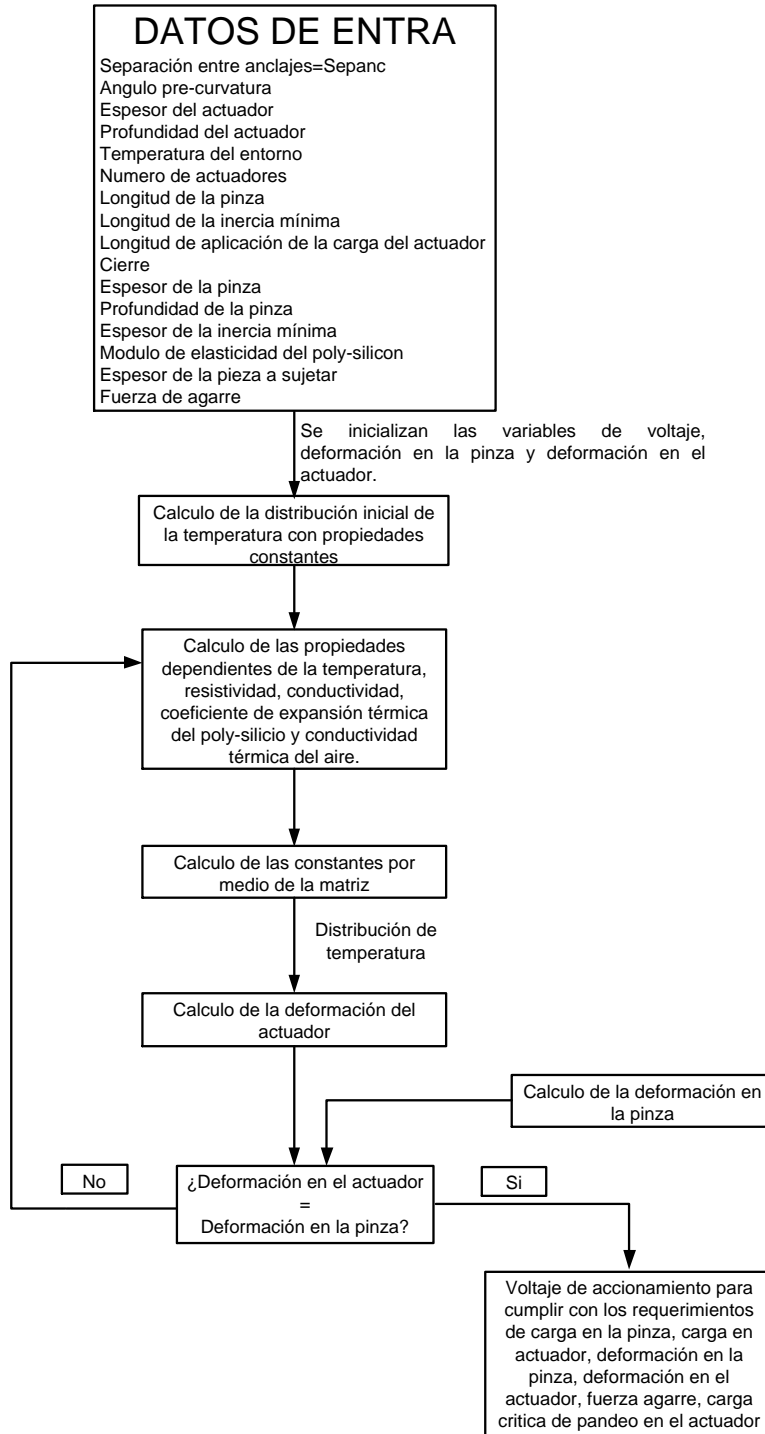 DATOS DE ENTRA
Separación entre anclajes=Sepanc
Angulo pre-curvatura
Espesor del actuador
Profundidad del actuador
Temperatura del entorno
Numero de actuadores
Longitud de la pinza
Longitud de la inercia mínima
Longitud de aplicación de la carga del actuador
Cierre
Espesor de la pinza
Profundidad de la pinza
Espesor de la inercia mínima
Modulo de elasticidad del poly-silicon
Espesor de la pieza a sujetar
Fuerza de agarre
Se inicializan las variables de voltaje,
deformación en la pinza y deformación en el
actuador.
Calculo de la distribución inicial de
la temperatura con propiedades
constantes
Calculo de las propiedades
dependientes de la temperatura,
resistividad, conductividad,
coeficiente de expansión térmica
del poly-silicio y conductividad
térmica del aire.
Calculo de las constantes por
medio de la matriz
Distribución de
temperatura
Calculo de la deformación del
actuador
Calculo de la deformación en
la pinza
No
¿Deformación en el actuador
=
Deformación en la pinza?
Si
Voltaje de accionamiento para
cumplir con los requerimientos
de carga en la pinza, carga en
actuador, deformación en la
pinza, deformación en el
actuador, fuerza agarre, carga
critica de pandeo en el actuador